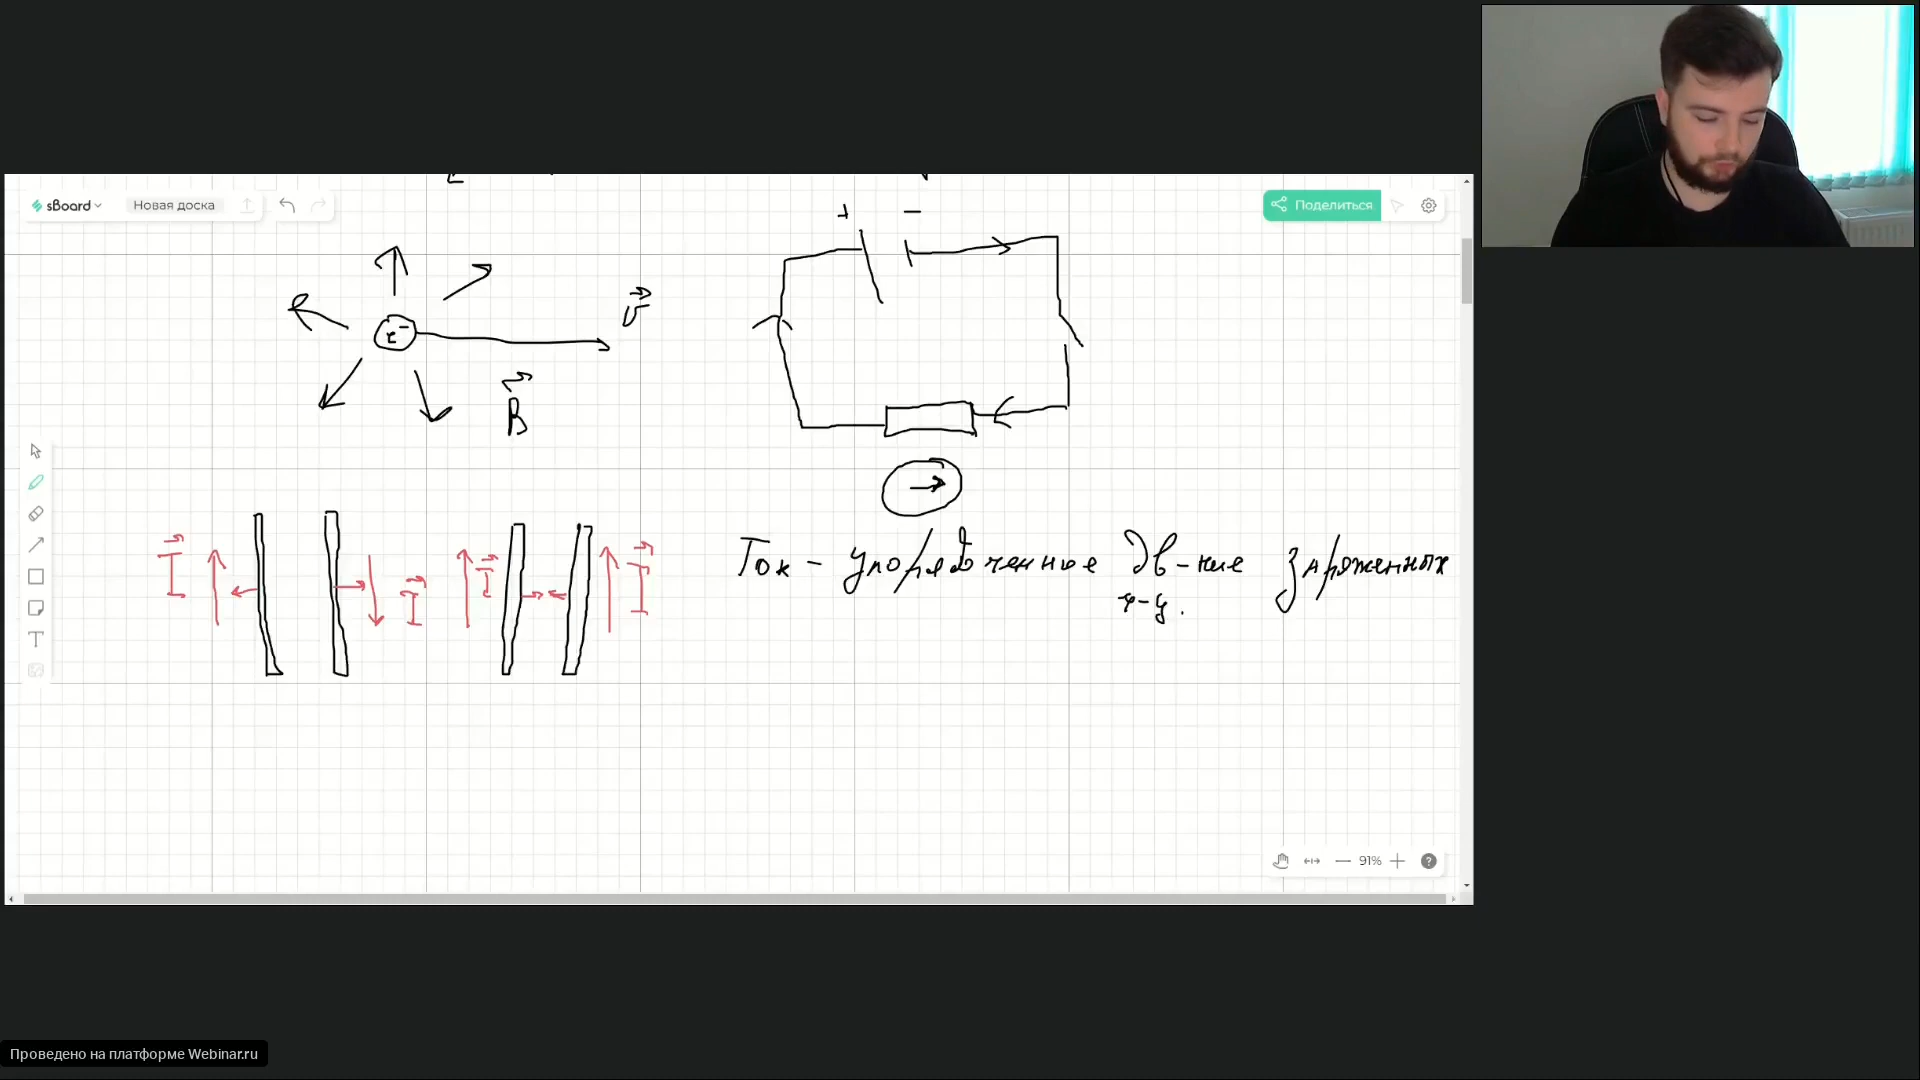 sBoard
Новая доска
Поделиться
+ −
e⁻
v⃗
B⃗
Ток - упорядоченные дв-ние заряженных
ч-ц.
I⃗
I⃗
I⃗
I⃗
91%
Проведено на платформе Webinar.ru